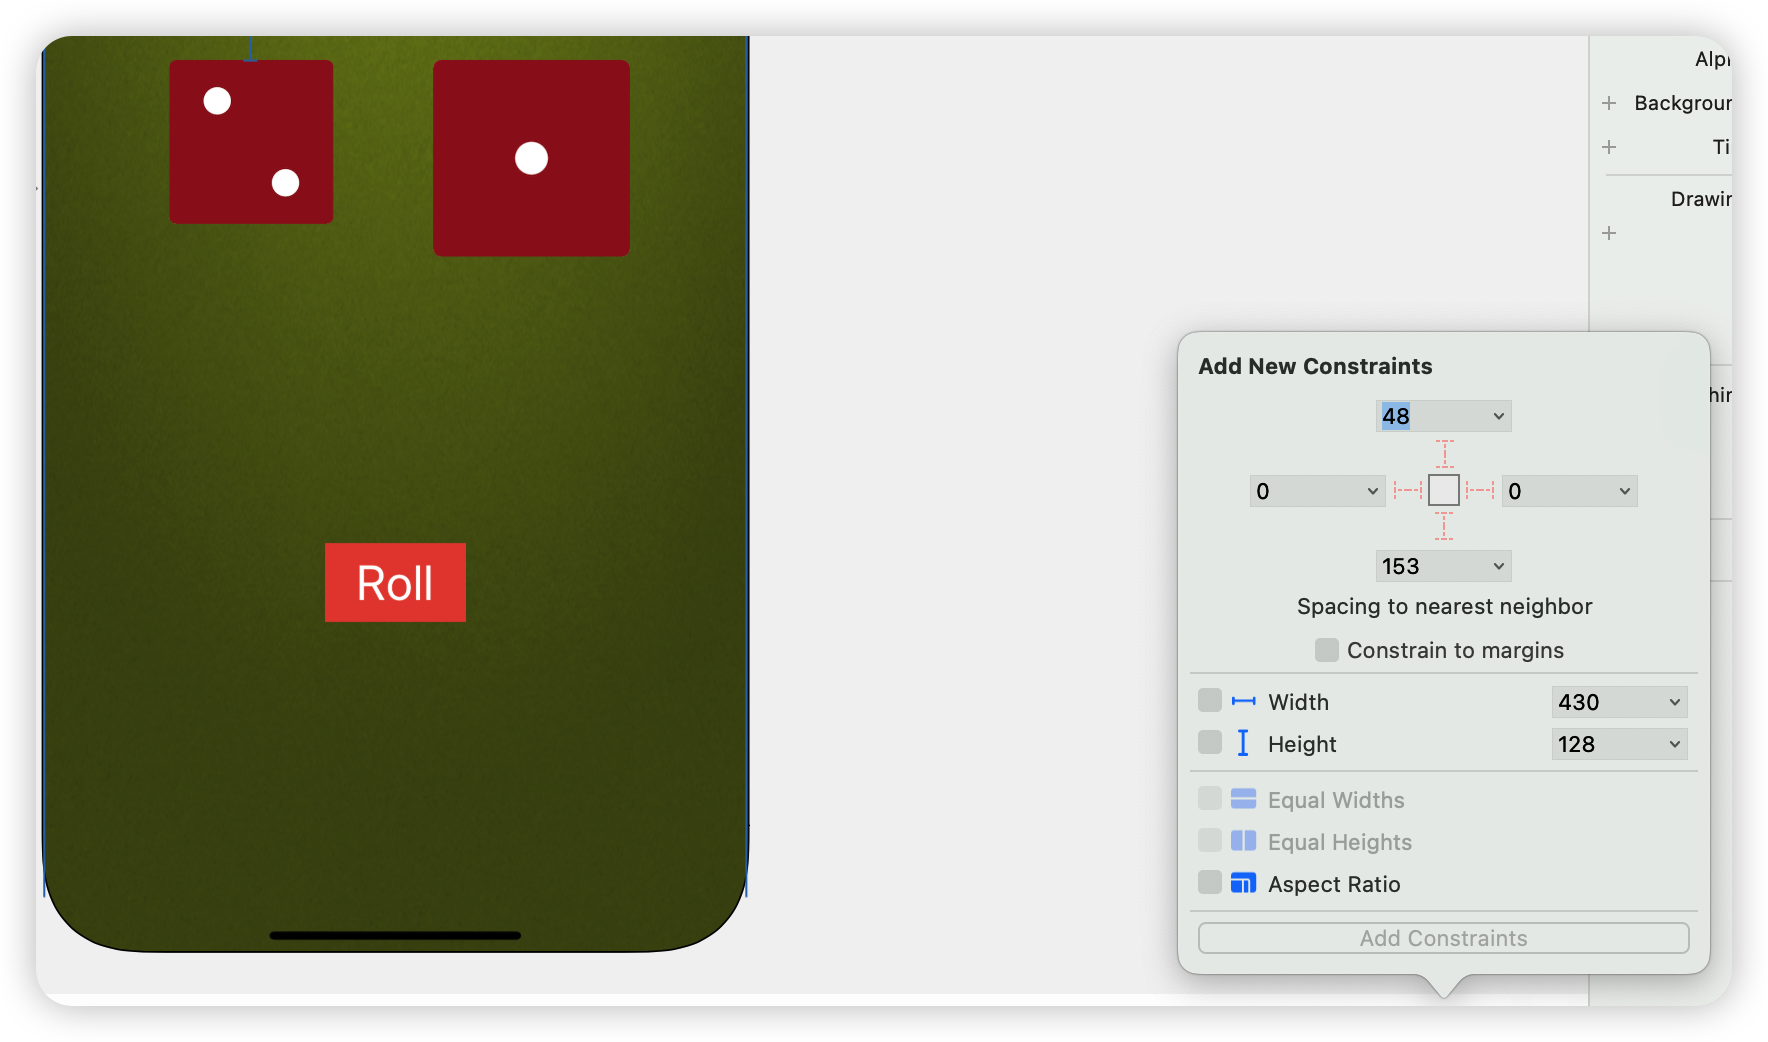 Roll
Alp
Backgrour
Ti
Drawir
hir
Add New Constraints
48
0
0
153
Spacing to nearest neighbor
Constrain to margins
Width
430
Height
128
Equal Widths
Equal Heights
Aspect Ratio
Add Constraints